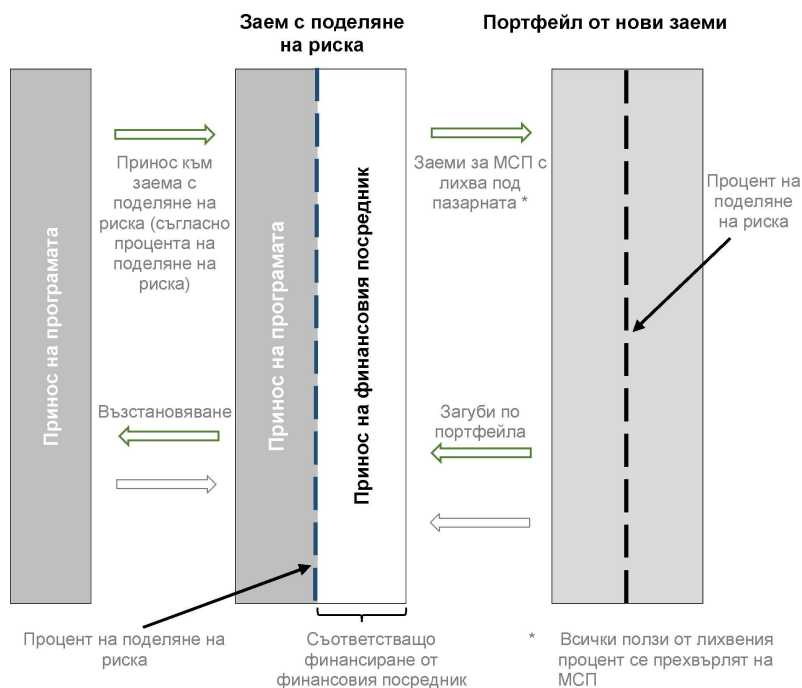 Заем с поделяне
на риска
Портфейл от нови заеми
Принос на програмата
Принос към
заема с
поделяне на
риска (съгласно
процента на
поделяне на
риска)
Възстановяване
Принос на програмата
Принос на финансовия посредник
Заеми за МСП с
лихва под
пазарната *
Загуби по
портфейла
Процент на
поделяне
на риска
Процент на поделяне на
риска
Съответстващо
финансиране от
финансовия посредник
* Всички ползи от лихвения
процент се прехвърлят на
МСП